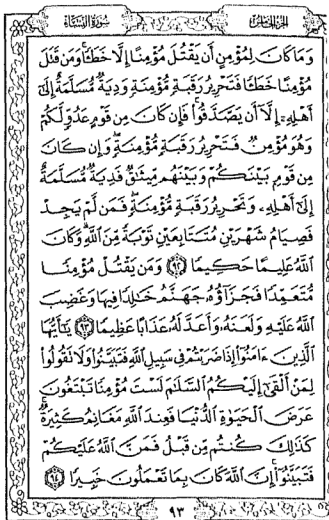 الجزء الخامس
سورة النساء
وَمَا كَانَ لِمُؤْمِنٍ أَن يَقْتُلَ مُؤْمِنًا إِلَّا خَطَـًٔا وَمَن قَتَلَ
مُؤْمِنًا خَطَـًٔا فَتَحْرِيرُ رَقَبَةٍ مُّؤْمِنَةٍ وَدِيَةٌ مُّسَلَّمَةٌ إِلَىٰٓ
أَهْلِهِۦٓ إِلَّآ أَن يَصَّدَّقُوا۟ فَإِن كَانَ مِن قَوْمٍ عَدُوٍّ لَّكُمْ
وَهُوَ مُؤْمِنٌ فَتَحْرِيرُ رَقَبَةٍ مُّؤْمِنَةٍ وَإِن كَانَ
مِن قَوْمٍۭ بَيْنَكُمْ وَبَيْنَهُم مِّيثَٰقٌ فَدِيَةٌ مُّسَلَّمَةٌ
إِلَىٰٓ أَهْلِهِۦ وَتَحْرِيرُ رَقَبَةٍ مُّؤْمِنَةٍ فَمَن لَّمْ يَجِدْ
فَصِيَامُ شَهْرَيْنِ مُتَتَابِعَيْنِ تَوْبَةً مِّنَ ٱللَّهِ وَكَانَ
ٱللَّهُ عَلِيمًا حَكِيمًا ٩٢ وَمَن يَقْتُلْ مُؤْمِنًا
مُّتَعَمِّدًا فَجَزَآؤُهُۥ جَهَنَّمُ خَٰلِدًا فِيهَا وَغَضِبَ
ٱللَّهُ عَلَيْهِ وَلَعَنَهُۥ وَأَعَدَّ لَهُۥ عَذَابًا عَظِيمًا ٩٣ يَٰٓأَيُّهَا
ٱلَّذِينَ ءَامَنُوٓا۟ إِذَا ضَرَبْتُمْ فِى سَبِيلِ ٱللَّهِ فَتَبَيَّنُوا۟ وَلَا تَقُولُوا۟
لِمَنْ أَلْقَىٰٓ إِلَيْكُمُ ٱلسَّلَٰمَ لَسْتَ مُؤْمِنًا تَبْتَغُونَ
عَرَضَ ٱلْحَيَوٰةِ ٱلدُّنْيَا فَعِندَ ٱللَّهِ مَغَانِمُ كَثِيرَةٌ
كَذَٰلِكَ كُنتُم مِّن قَبْلُ فَمَنَّ ٱللَّهُ عَلَيْكُمْ
فَتَبَيَّنُوٓا۟ إِنَّ ٱللَّهَ كَانَ بِمَا تَعْمَلُونَ خَبِيرًا ٩٤
٩٣